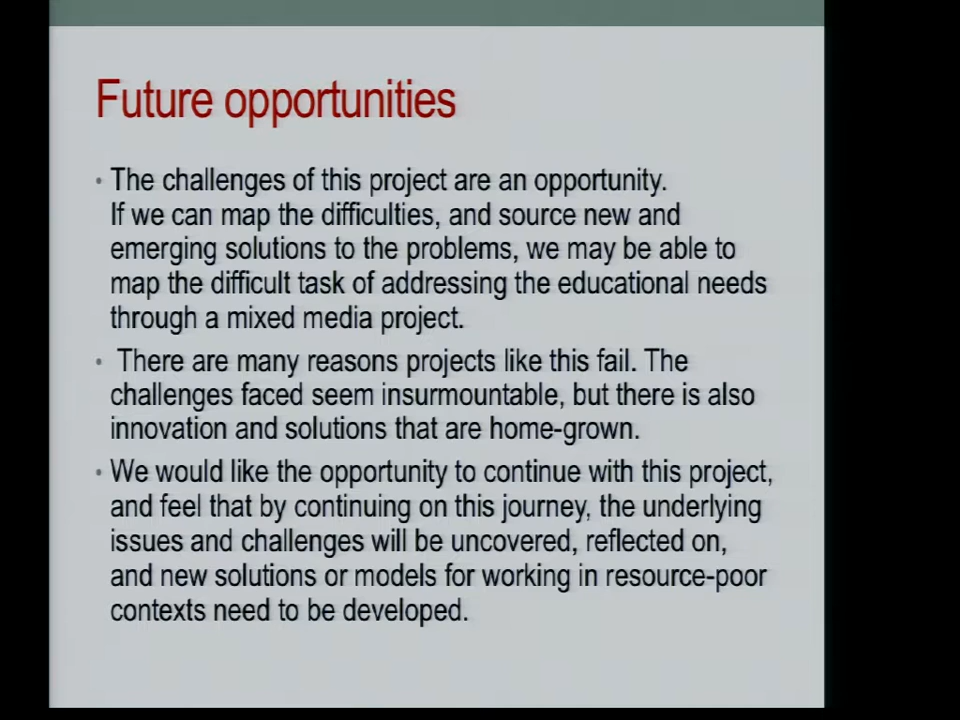 Future opportunities
• The challenges of this project are an opportunity.
If we can map the difficulties, and source new and
emerging solutions to the problems, we may be able to
map the difficult task of addressing the educational needs
through a mixed media project.
• There are many reasons projects like this fail. The
challenges faced seem insurmountable, but there is also
innovation and solutions that are home-grown.
• We would like the opportunity to continue with this project,
and feel that by continuing on this journey, the underlying
issues and challenges will be uncovered, reflected on,
and new solutions or models for working in resource-poor
contexts need to be developed.